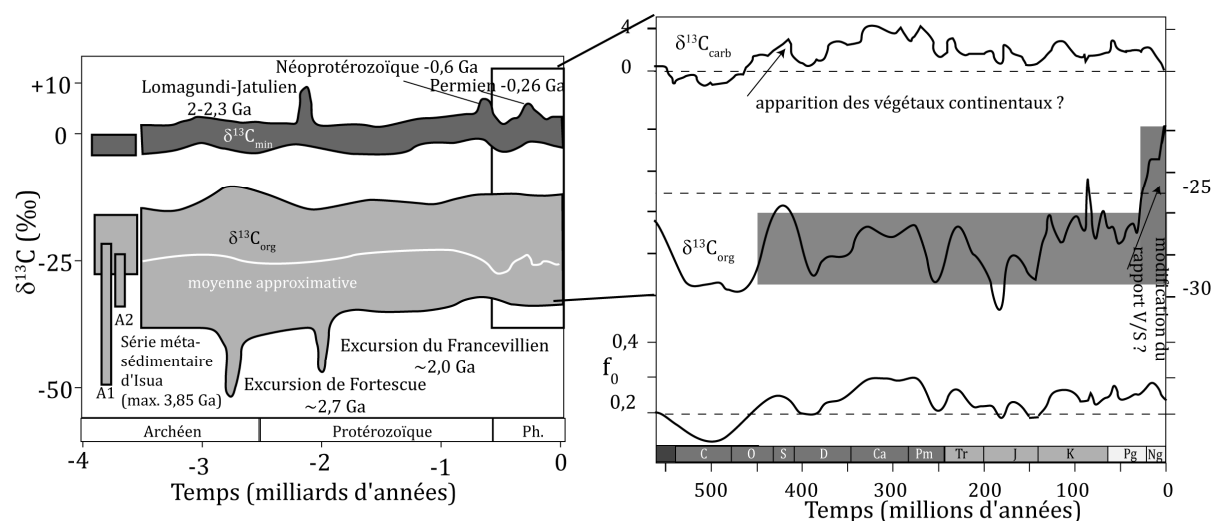 Néoprotérozoïque -0,6 Ga
Lomagundi-Jatulien
Permien -0,26 Ga
2-2,3 Ga
+10
0
-25
-50
δ¹³C (‰)
δ¹³Cmin
δ¹³Corg
moyenne approximative
A2
A1
Série méta-
sédimentaire
d'Isua
(max. 3,85 Ga)
Excursion du Francevillien
~2,0 Ga
Excursion de Fortescue
~2,7 Ga
Archéen
Protérozoïque
Ph.
-4
-3
-2
-1
0
Temps (milliards d'années)
4
0
δ¹³Ccarb
apparition des végétaux continentaux ?
-25
-30
δ¹³Corg
modification du
rapport V/S ?
0,4
f0
0,2
C
O
S
D
Ca
Pm
Tr
J
K
Pg
Ng
500
400
300
200
100
0
Temps (millions d'années)